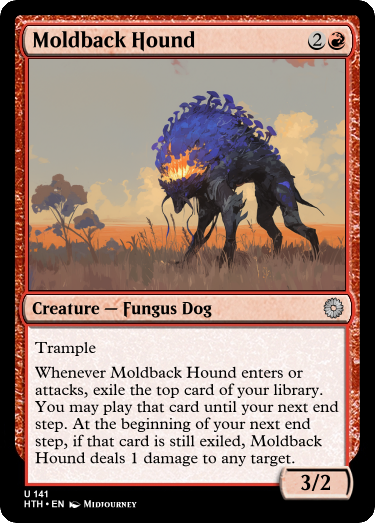 Moldback Hound 2
Creature — Fungus Dog
Trample
Whenever Moldback Hound enters or
attacks, exile the top card of your library.
You may play that card until your next end
step. At the beginning of your next end
step, if that card is still exiled, Moldback
Hound deals 1 damage to any target.
3/2
U 141
HTH • EN Midjourney